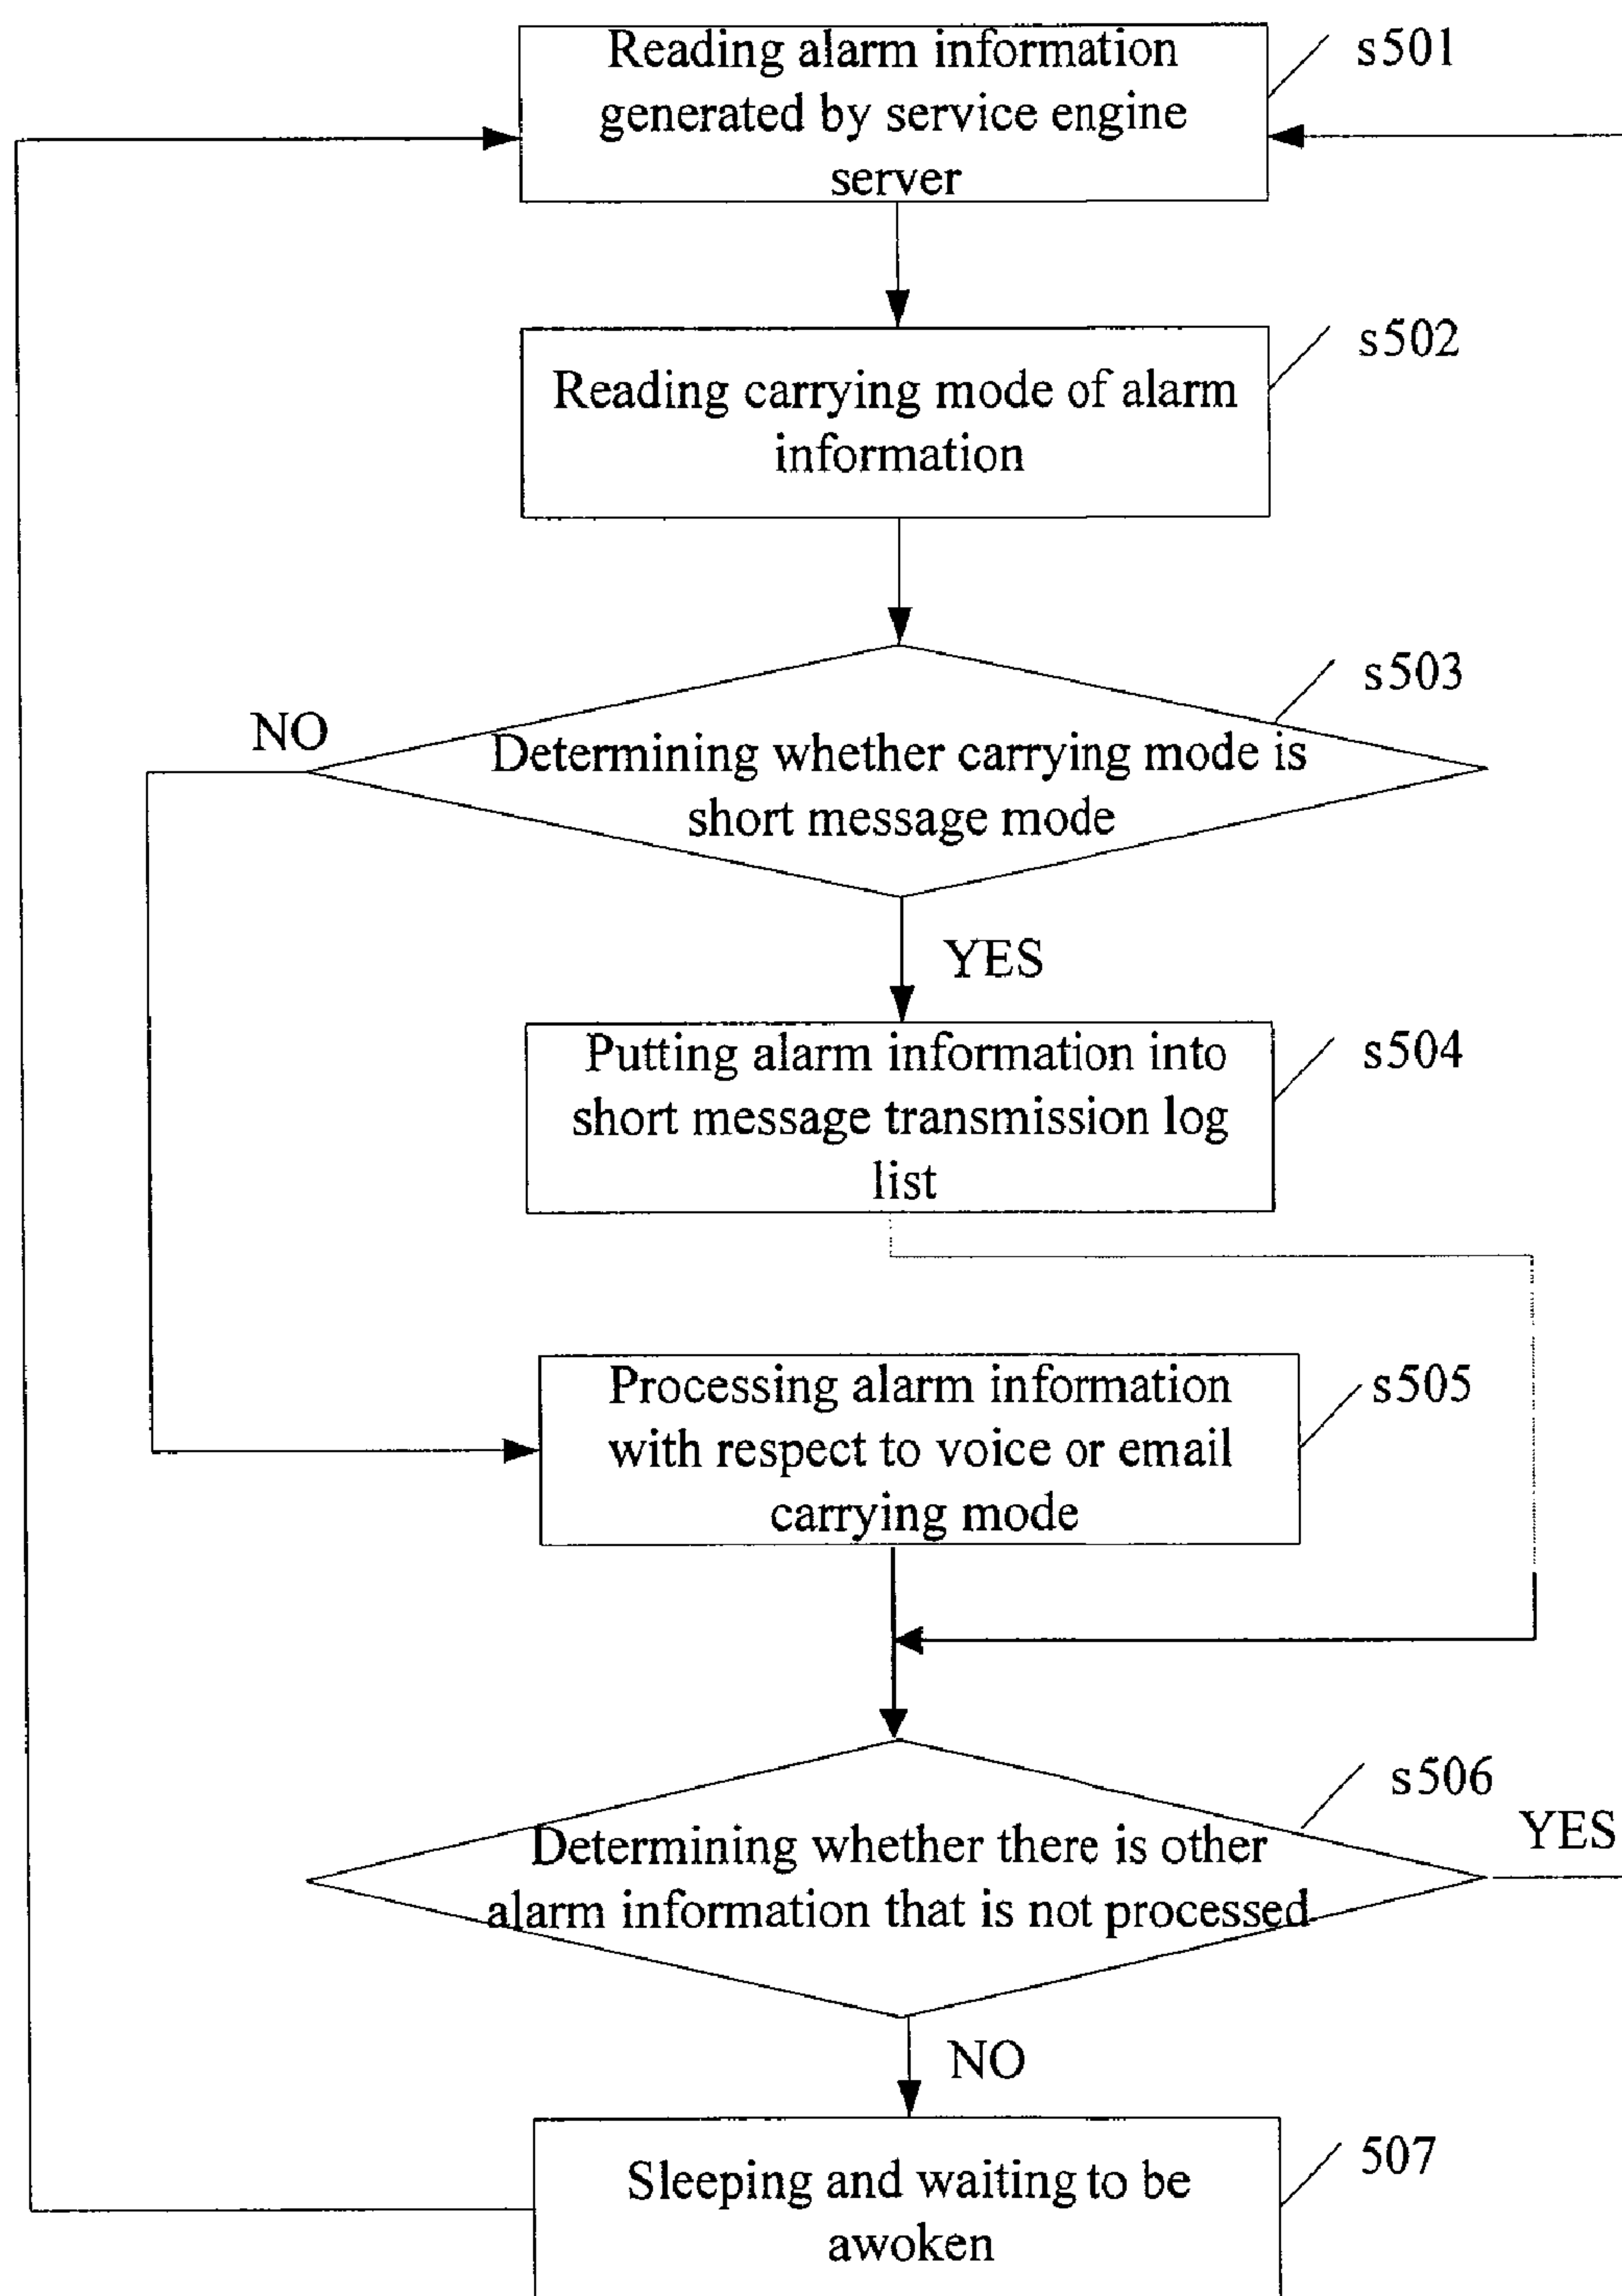 Reading alarm information
generated by service engine
server
s501
Reading carrying mode of alarm
information
s502
s503
NO
Determining whether carrying mode is
short message mode
YES
Putting alarm information into
short message transmission log
list
s504
Processing alarm information
with respect to voice or email
carrying mode
s505
s506
YES
Determining whether there is other
alarm information that is not processed
NO
Sleeping and waiting to be
awoken
507